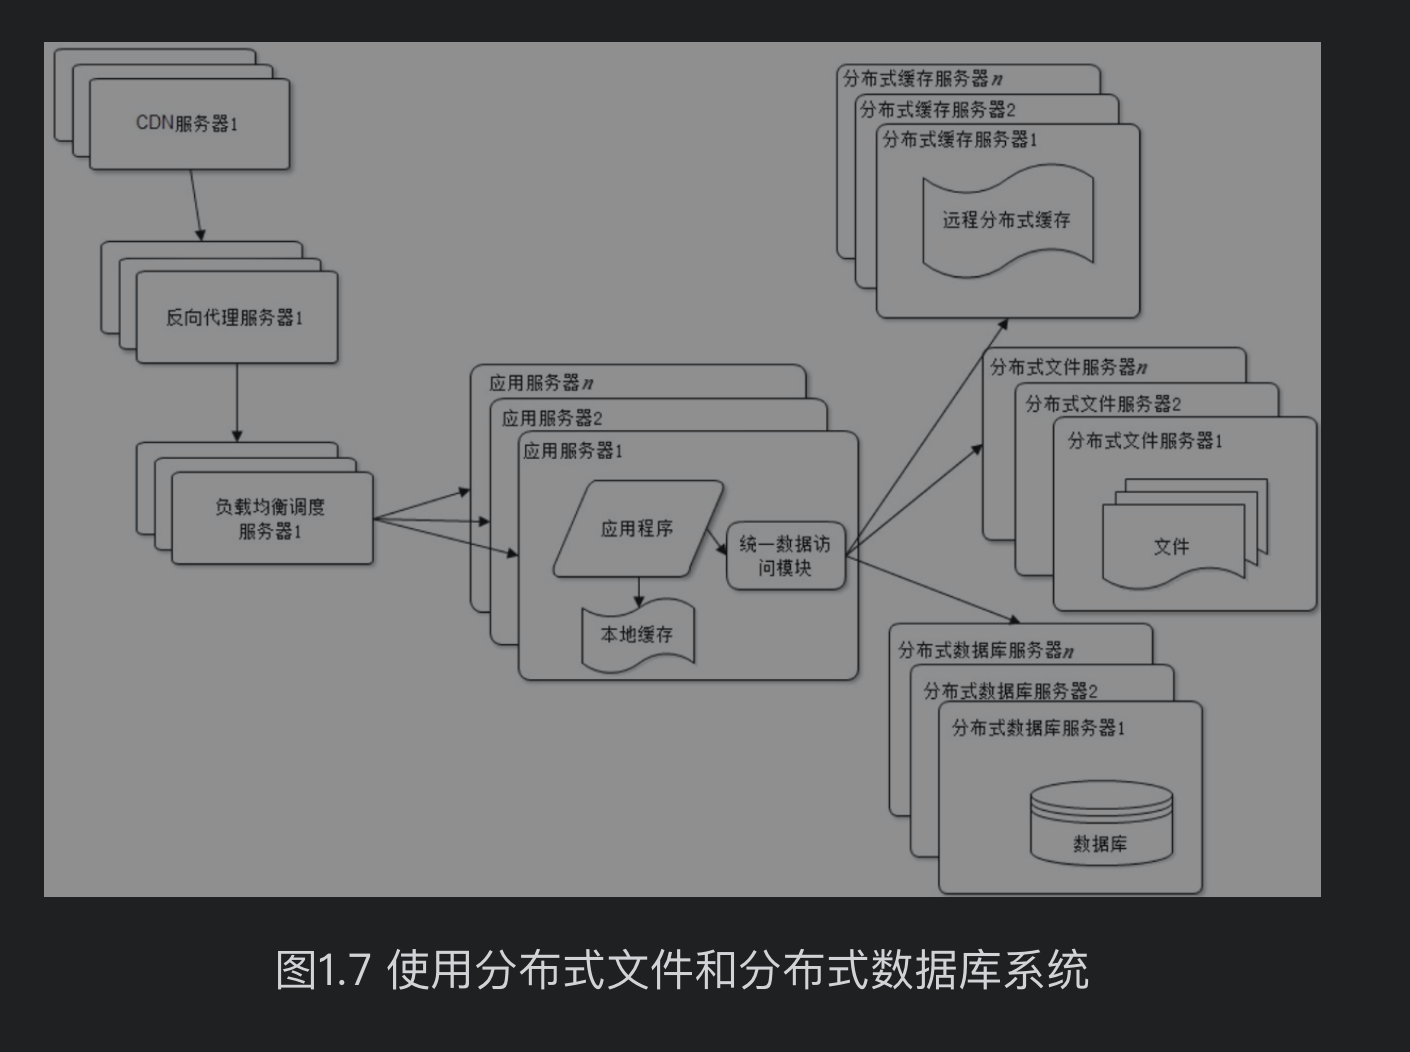 CDN服务器1
反向代理服务器1
负载均衡调度
服务器1
应用服务器n
应用服务器2
应用服务器1
应用程序
统一数据访
问模块
本地缓存
分布式缓存服务器n
分布式缓存服务器2
分布式缓存服务器1
远程分布式缓存
分布式文件服务器n
分布式文件服务器2
分布式文件服务器1
文件
分布式数据库服务器n
分布式数据库服务器2
分布式数据库服务器1
数据库
图1.7 使用分布式文件和分布式数据库系统